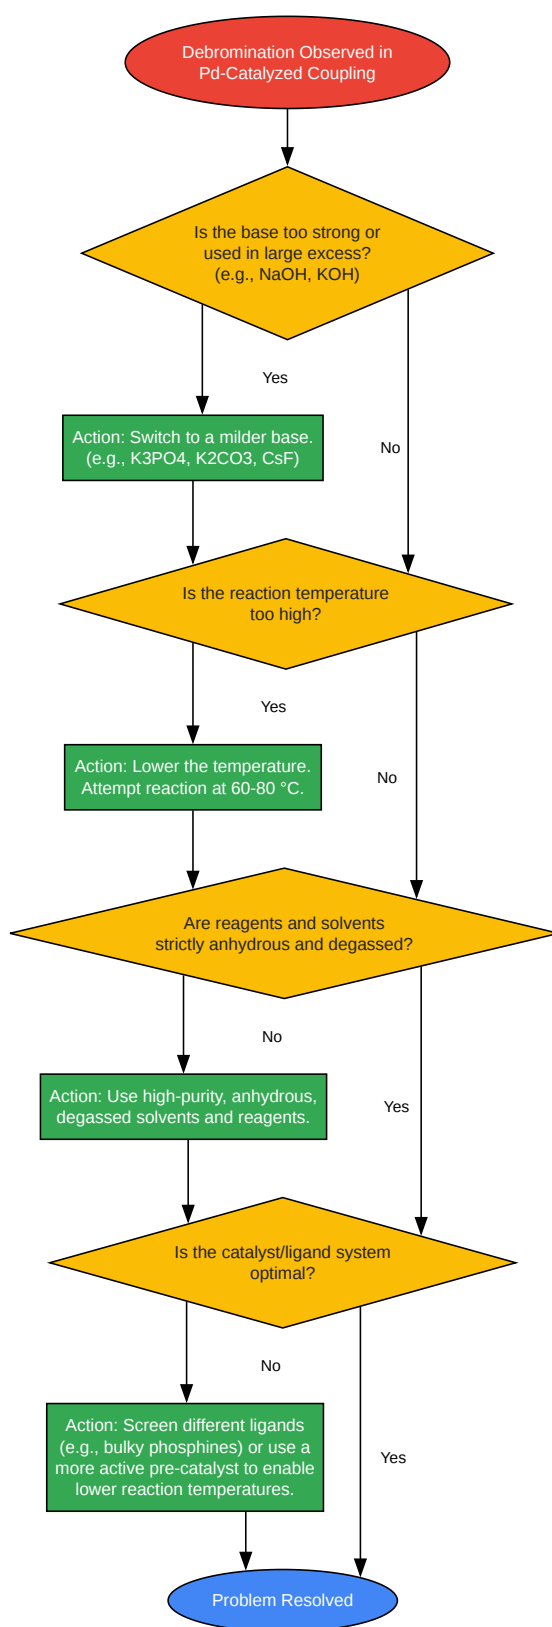 Debromination Observed in
Pd-Catalyzed Coupling
Is the base too strong or
used in large excess?
(e.g., NaOH, KOH)
Yes
No
Action: Switch to a milder base.
(e.g., K3PO4, K2CO3, CsF)
Is the reaction temperature
too high?
Yes
No
Action: Lower the temperature.
Attempt reaction at 60-80 °C.
Are reagents and solvents
strictly anhydrous and degassed?
No
Yes
Action: Use high-purity, anhydrous,
degassed solvents and reagents.
Is the catalyst/ligand system
optimal?
No
Yes
Action: Screen different ligands
(e.g., bulky phosphines) or use a
more active pre-catalyst to enable
lower reaction temperatures.
Problem Resolved